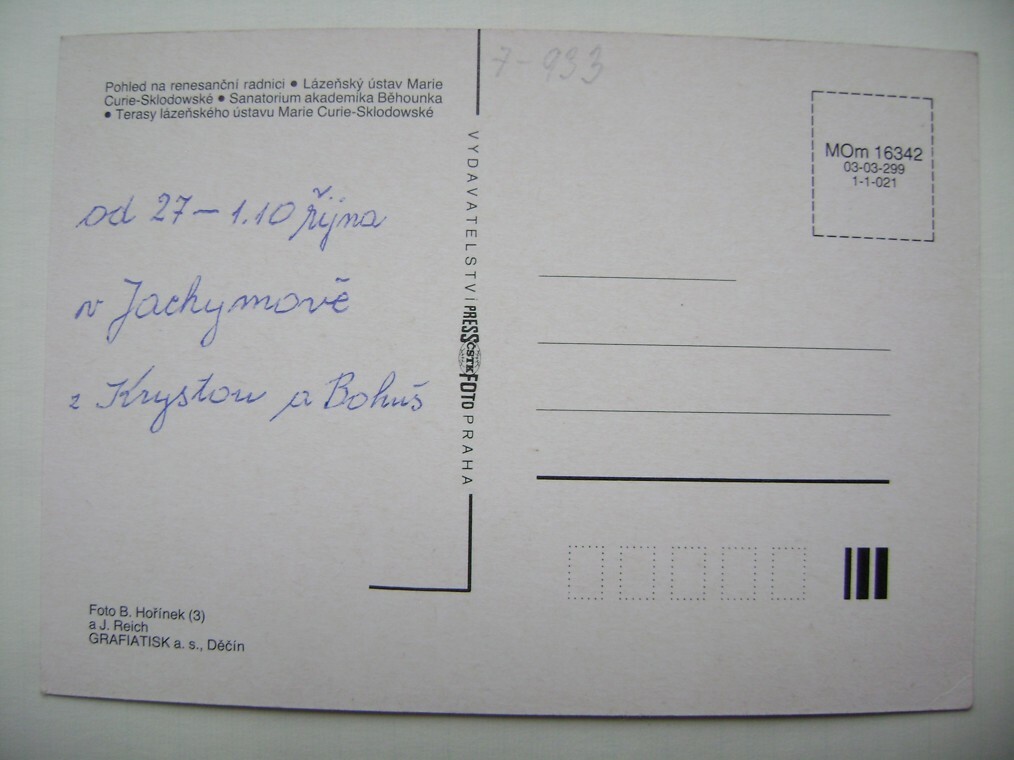 Pohled na renesanční radnici ● Lázeňský ústav Marie
Curie-Sklodowské ● Sanatorium akademika Běhounka
● Terasy lázeňského ústavu Marie Curie-Sklodowské
od 27 – 1.10 října
v Jachymově
z Krystou a Bohuš
Foto B. Hořínek (3)
a J. Reich
GRAFIATISK a. s., Děčín
VYDAVATELSTVÍ PRESSFOTO PRAHA
ČSTK
7-933
MOm 16342
03-03-299
1-1-021